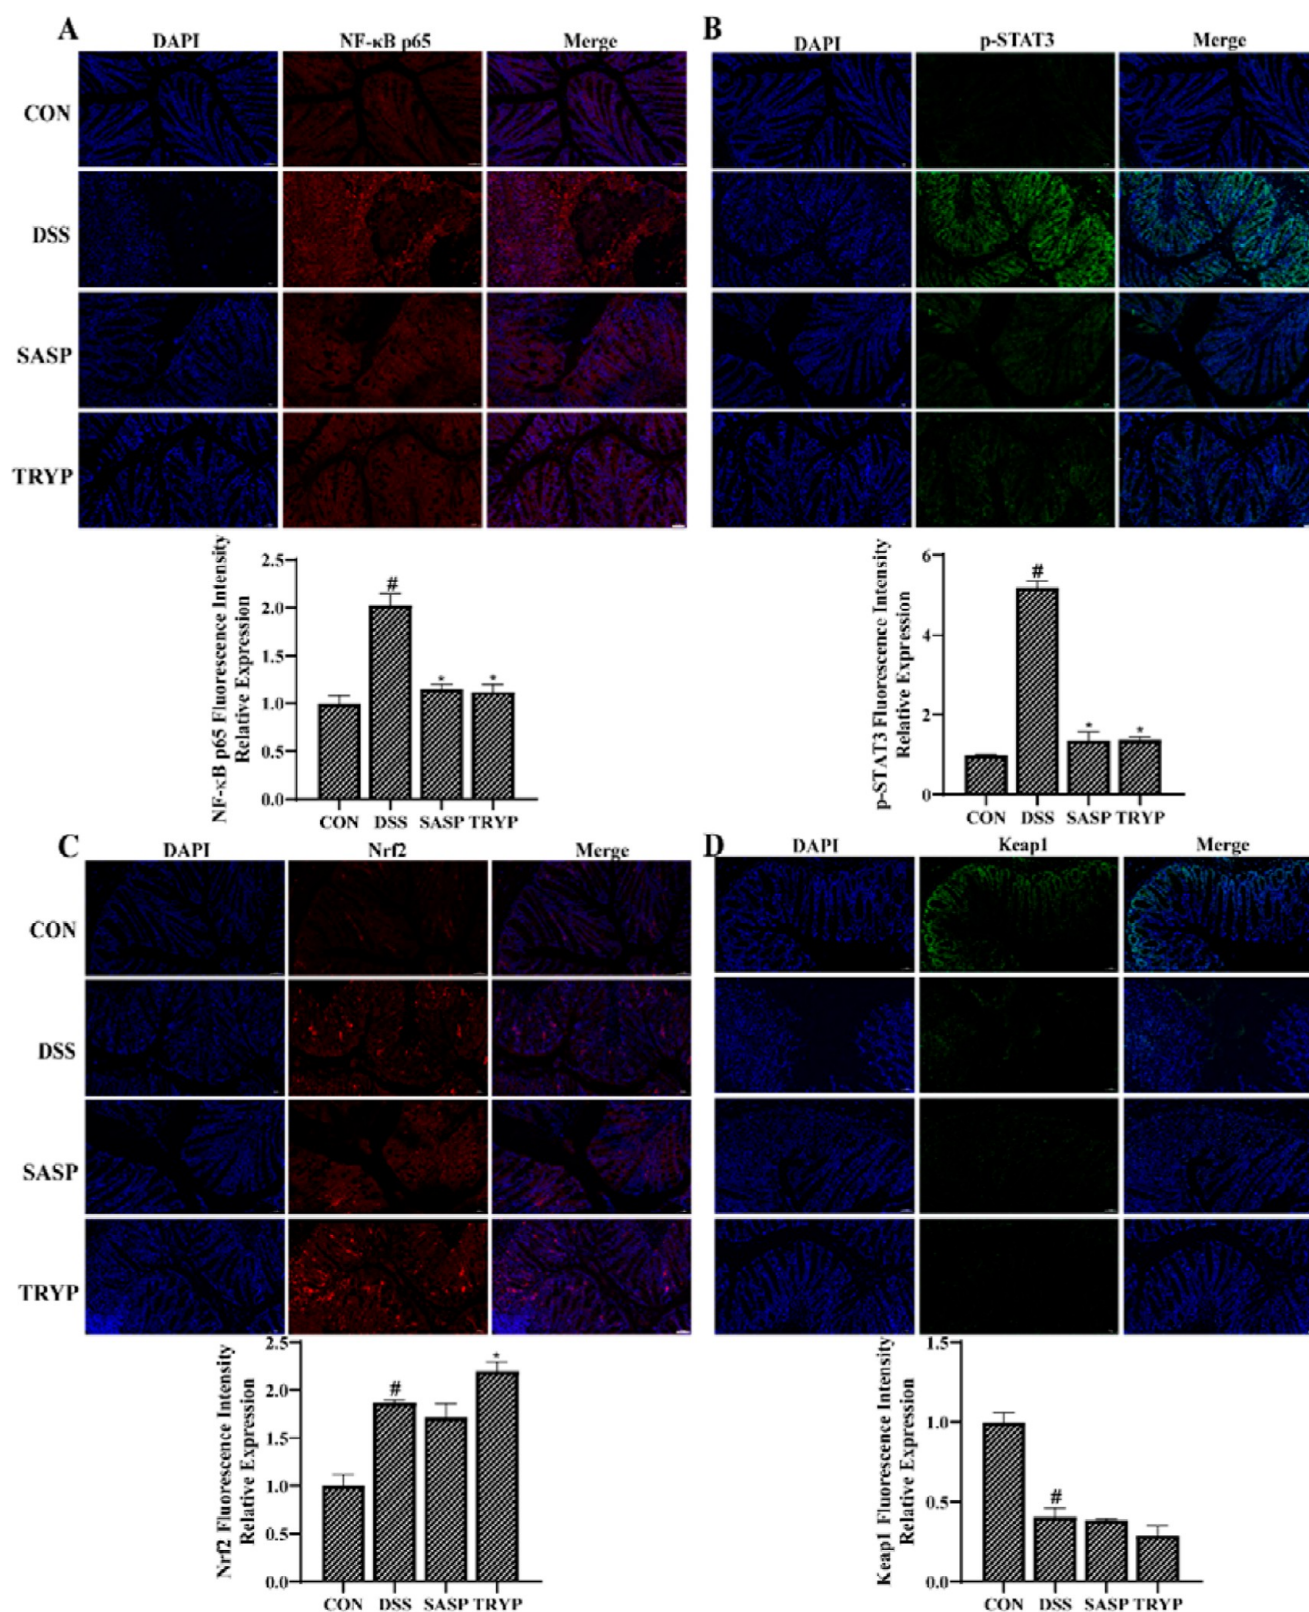 A
DAPI NF-κB p65 Merge
CON
DSS
SASP
TRYP
NF-κB p65 Fluorescence Intensity
Relative Expression
2.5
2.0
1.5
1.0
0.5
0.0
#
*
*
CON DSS SASP TRYP
B
DAPI p-STAT3 Merge
p-STAT3 Fluorescence Intensity
Relative Expression
6
4
2
0
#
*
*
CON DSS SASP TRYP
C
DAPI Nrf2 Merge
CON
DSS
SASP
TRYP
Nrf2 Fluorescence Intensity
Relative Expression
2.5
2.0
1.5
1.0
0.5
0.0
#
*
CON DSS SASP TRYP
D
DAPI Keap1 Merge
Keap1 Fluorescence Intensity
Relative Expression
1.5
1.0
0.5
0.0
#
CON DSS SASP TRYP